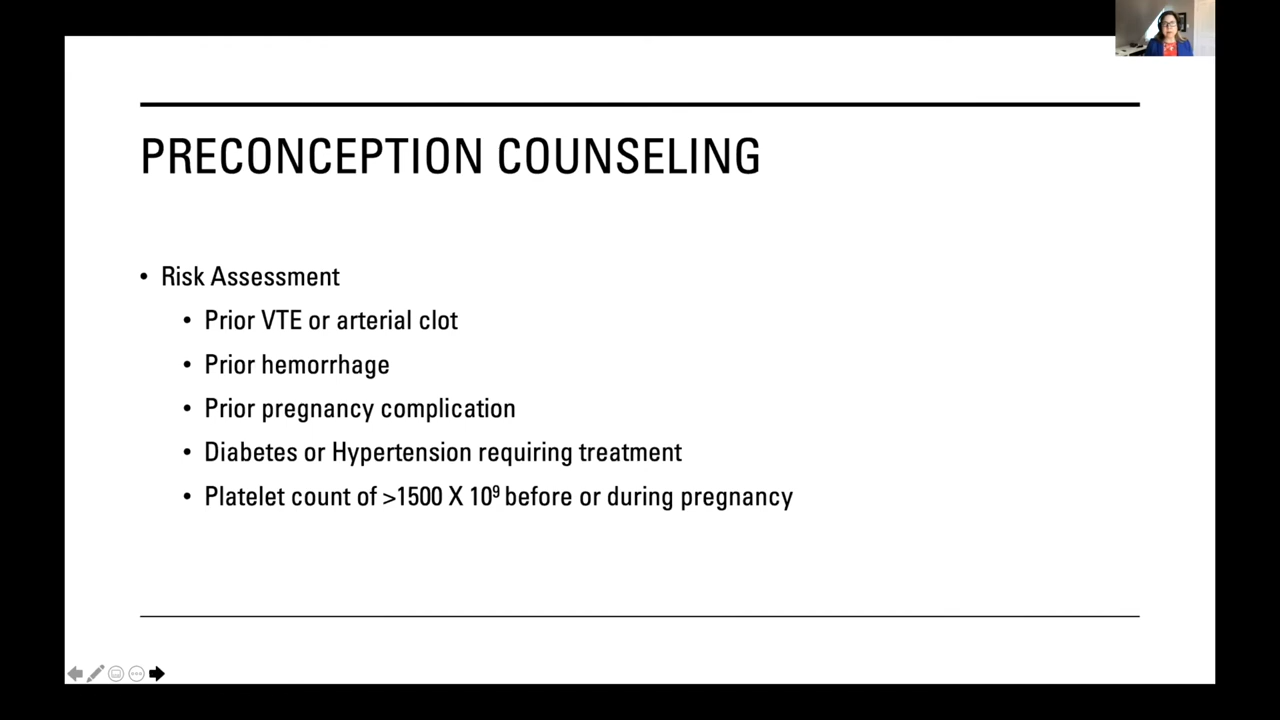 PRECONCEPTION COUNSELING
• Risk Assessment
• Prior VTE or arterial clot
• Prior hemorrhage
• Prior pregnancy complication
• Diabetes or Hypertension requiring treatment
• Platelet count of >1500 X 10⁹ before or during pregnancy